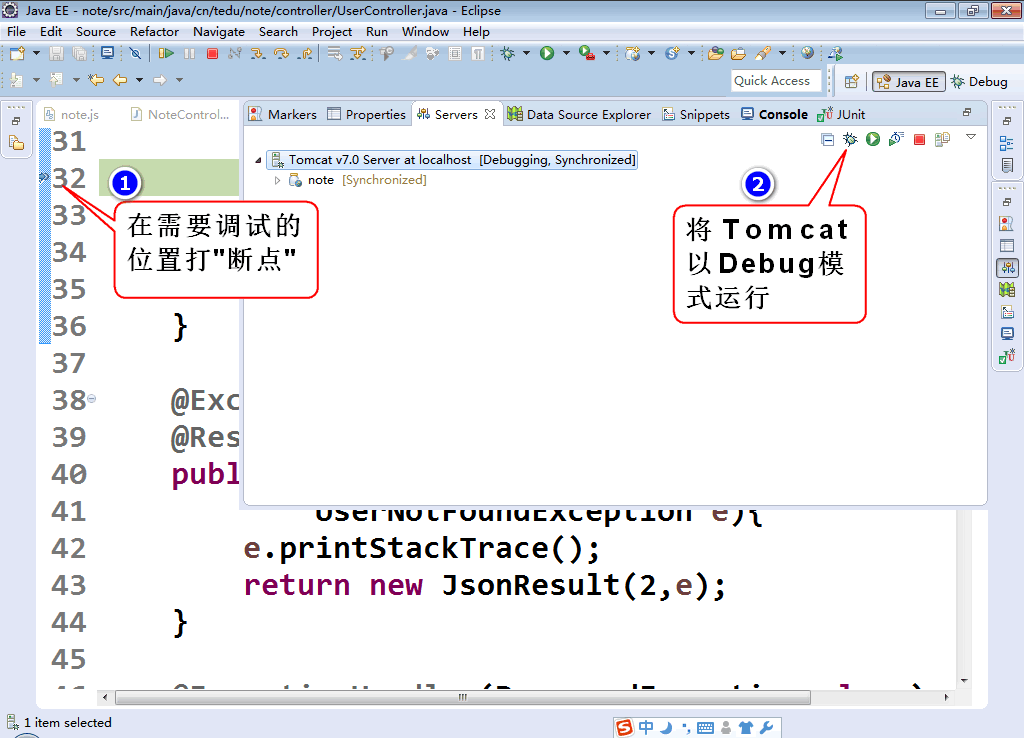 Java EE - note/src/main/java/cn/tedu/note/controller/UserController.java - Eclipse
File Edit Source Refactor Navigate Search Project Run Window Help
Quick Access Java EE Debug
note.js NoteControl... Markers Properties Servers Data Source Explorer Snippets Console JUnit
31
Tomcat v7.0 Server at localhost [Debugging, Synchronized]
note [Synchronized]
32
1
2
33
在需要调试的
位置打"断点"
将 Tomcat
以Debug模
式运行
34
35
36 }
37
38 @Exc
39 @Res
40 publ
41 UserNotFoundException e){
42 e.printStackTrace();
43 return new JsonResult(2,e);
44 }
45
1 item selected
中